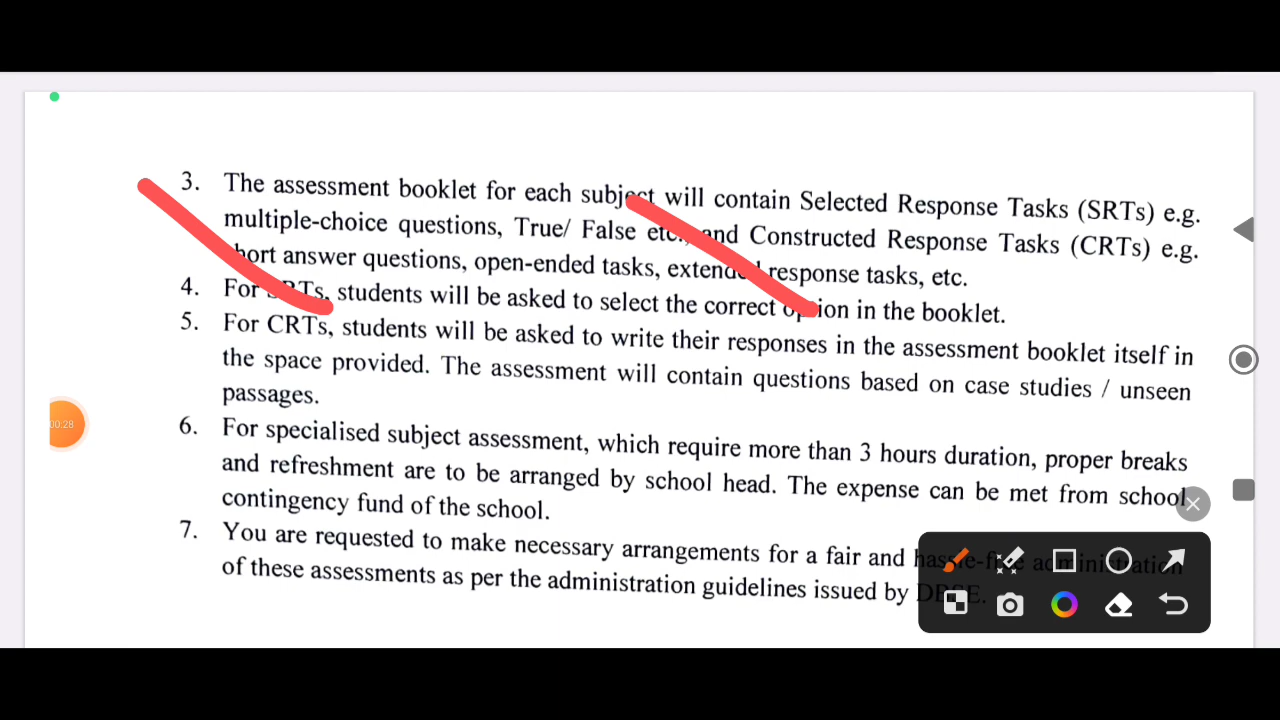 3. The assessment booklet for each subject will contain Selected Response Tasks (SRTs) e.g.
multiple-choice questions, True/ False etc., and Constructed Response Tasks (CRTs) e.g.
short answer questions, open-ended tasks, extended response tasks, etc.
4. For SRTs, students will be asked to select the correct option in the booklet.
5. For CRTs, students will be asked to write their responses in the assessment booklet itself in
the space provided. The assessment will contain questions based on case studies / unseen
passages.
00:28
6. For specialised subject assessment, which require more than 3 hours duration, proper breaks
and refreshment are to be arranged by school head. The expense can be met from school
contingency fund of the school.
7. You are requested to make necessary arrangements for a fair and hassle-free administration
of these assessments as per the administration guidelines issued by DBSE.